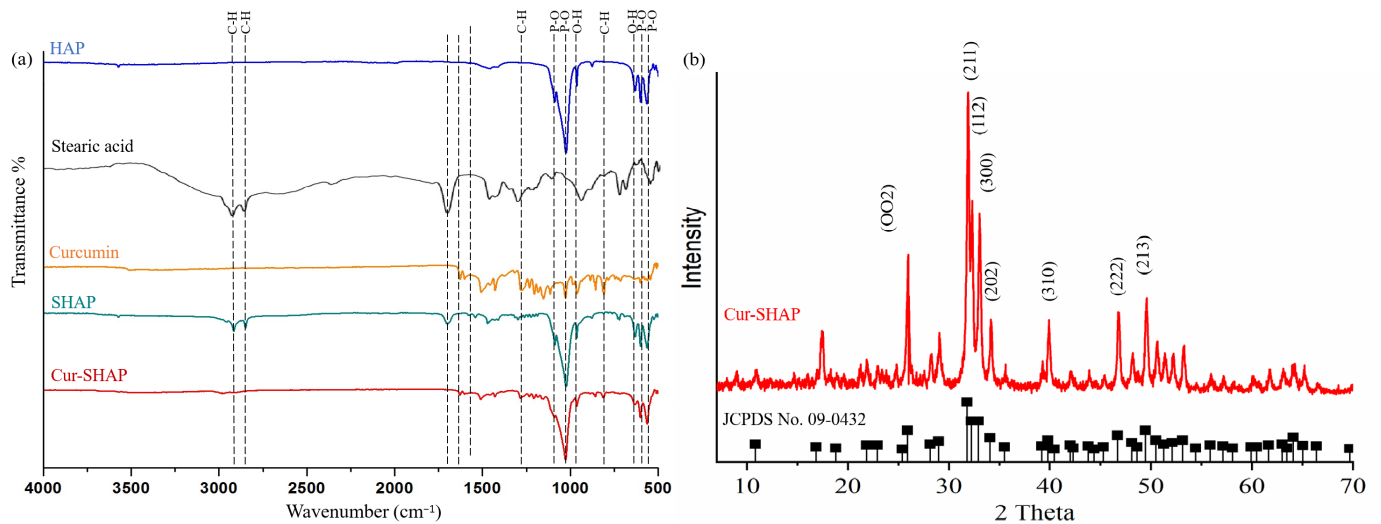 (a)
C-H
C-H
C-H
P-O
P-O
O-H
C-H
O-H
P-O
P-O
HAP
Stearic acid
Curcumin
SHAP
Cur-SHAP
Transmittance %
4000 3500 3000 2500 2000 1500 1000 500
Wavenumber (cm⁻¹)
(b)
(OO2)
(211)
(112)
(300)
(202)
(310)
(222)
(213)
Cur-SHAP
JCPDS No. 09-0432
Intensity
10 20 30 40 50 60 70
2 Theta